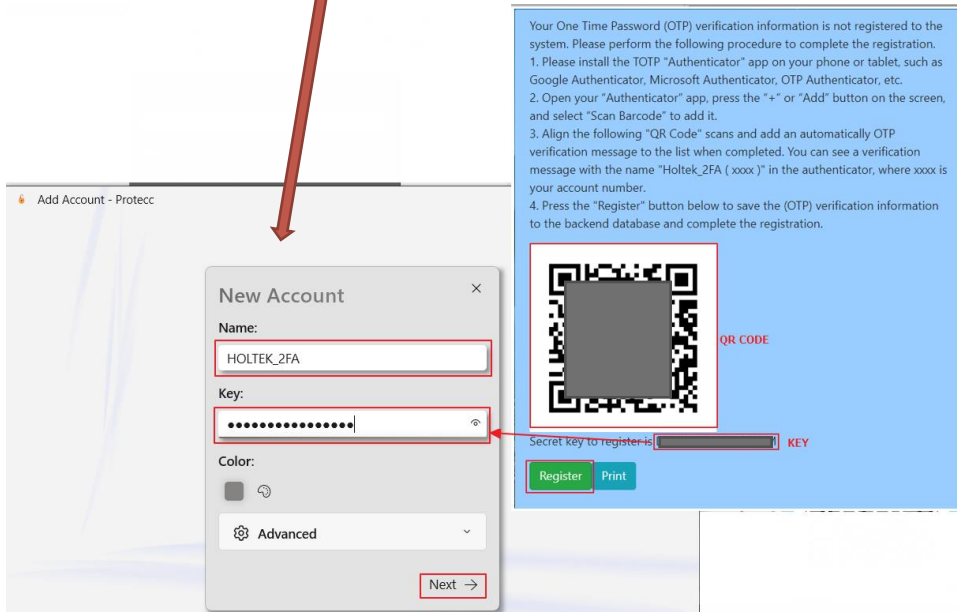 Your One Time Password (OTP) verification information is not registered to the
system. Please perform the following procedure to complete the registration.
1. Please install the TOTP "Authenticator" app on your phone or tablet, such as
Google Authenticator, Microsoft Authenticator, OTP Authenticator, etc.
2. Open your "Authenticator" app, press the "+" or "Add" button on the screen,
and select "Scan Barcode" to add it.
3. Align the following "QR Code" scans and add an automatically OTP
verification message to the list when completed. You can see a verification
message with the name "Holtek_2FA ( xxxx )" in the authenticator, where xxxx is
your account number.
4. Press the "Register" button below to save the (OTP) verification information
to the backend database and complete the registration.
QR CODE
Secret key to register is
KEY
Register
Print
Add Account - Protecc
New Account
Name:
HOLTEK_2FA
Key:
●●●●●●●●●●●●●●●●
Color:
Advanced
Next →